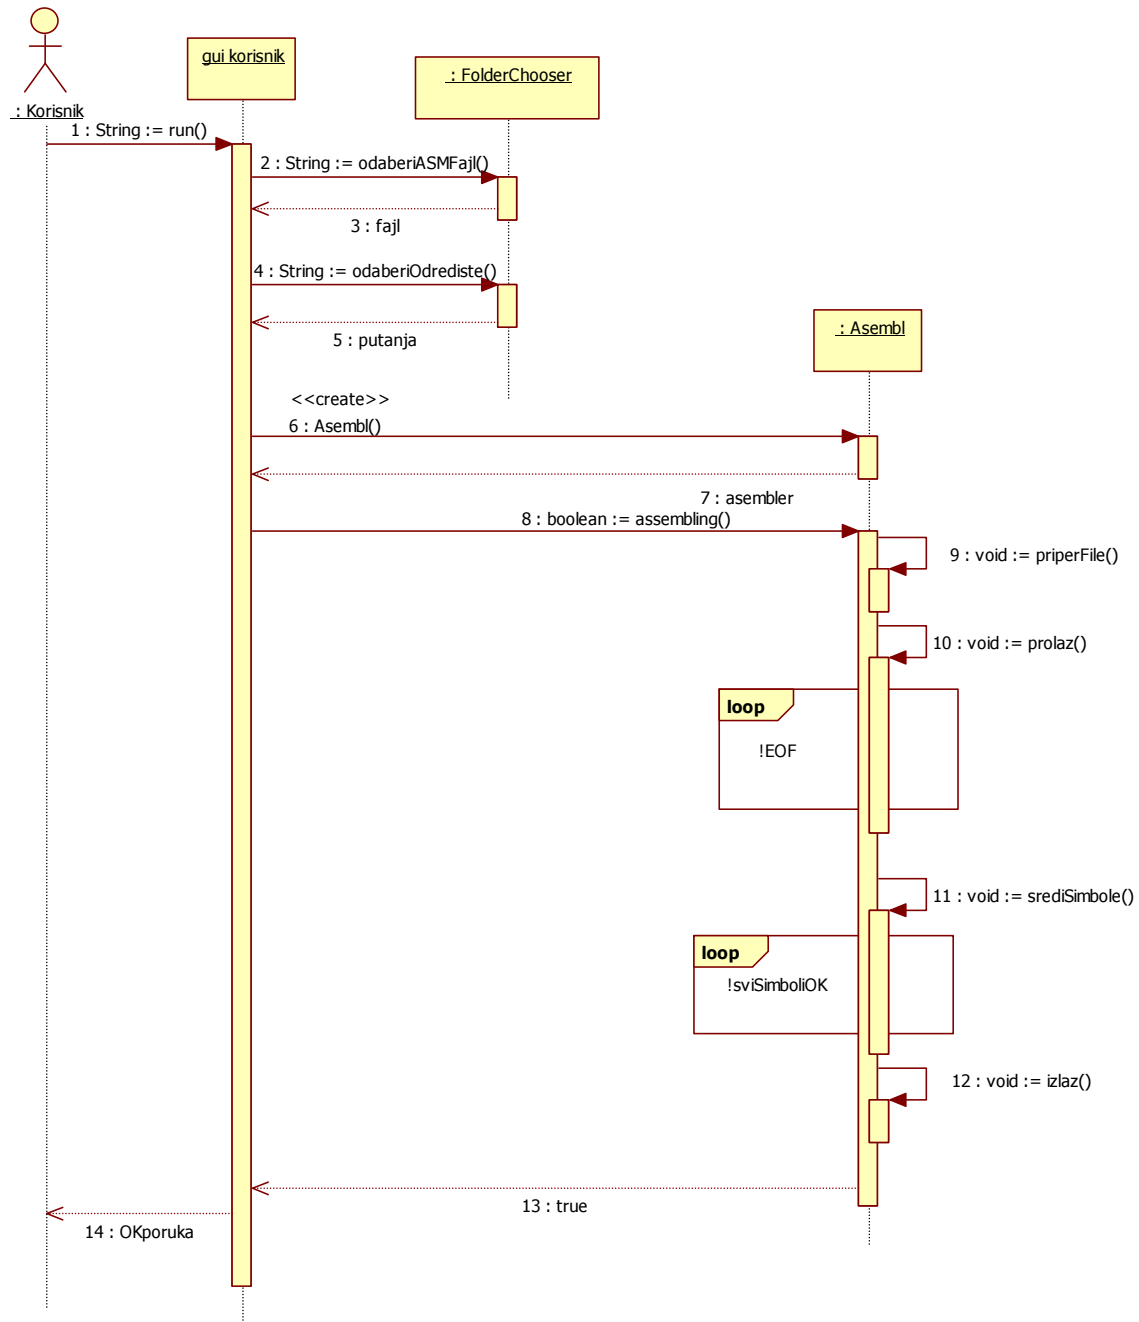 gui korisnik
: FolderChooser
: Korisnik
1 : String := run()
2 : String := odaberiASMFajl()
3 : fajl
4 : String := odaberiOdrediste()
5 : putanja
: Asembl
<<create>>
6 : Asembl()
7 : asembler
8 : boolean := assembling()
9 : void := priperFile()
10 : void := prolaz()
loop
!EOF
11 : void := srediSimbole()
loop
!sviSimboliOK
12 : void := izlaz()
13 : true
14 : OKporuka